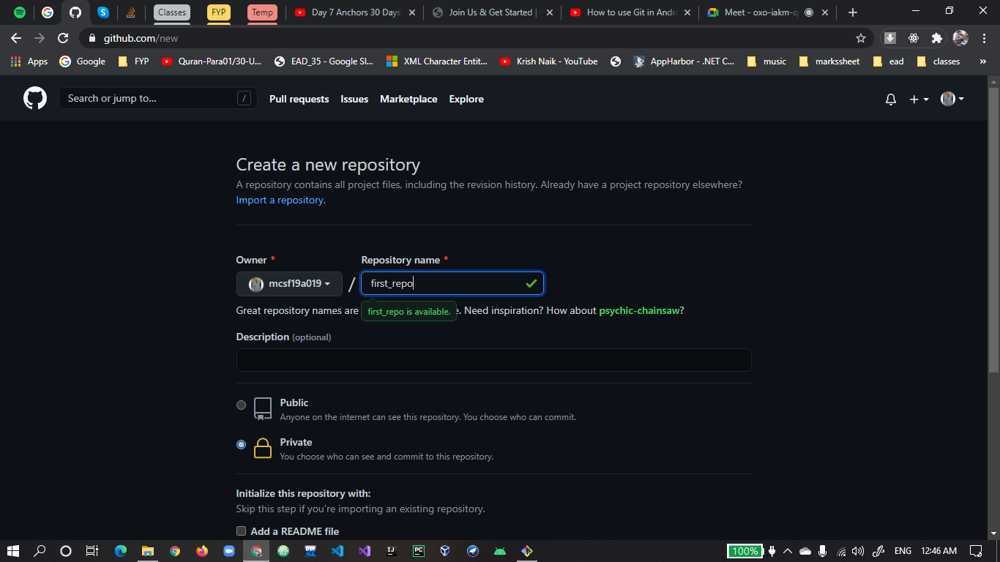 Classes FYP Temp Day 7 Anchors 30 Days Join Us & Get Started | How to use Git in Andr Meet - oxo-iakm-q
github.com/new
Apps Google FYP Quran-Para01/30-U... EAD_35 - Google Sl... XML Character Entit... Krish Naik - YouTube AppHarbor - .NET C... music markssheet ead classes »
Search or jump to... / Pull requests Issues Marketplace Explore
Create a new repository
A repository contains all project files, including the revision history. Already have a project repository elsewhere?
Import a repository.
Owner * Repository name *
mcsf19a019 / first_repo
Great repository names are first_repo is available. e. Need inspiration? How about psychic-chainsaw?
Description (optional)
Public
Anyone on the internet can see this repository. You choose who can commit.
Private
You choose who can see and commit to this repository.
Initialize this repository with:
Skip this step if you're importing an existing repository.
Add a README file
100% ENG 12:46 AM